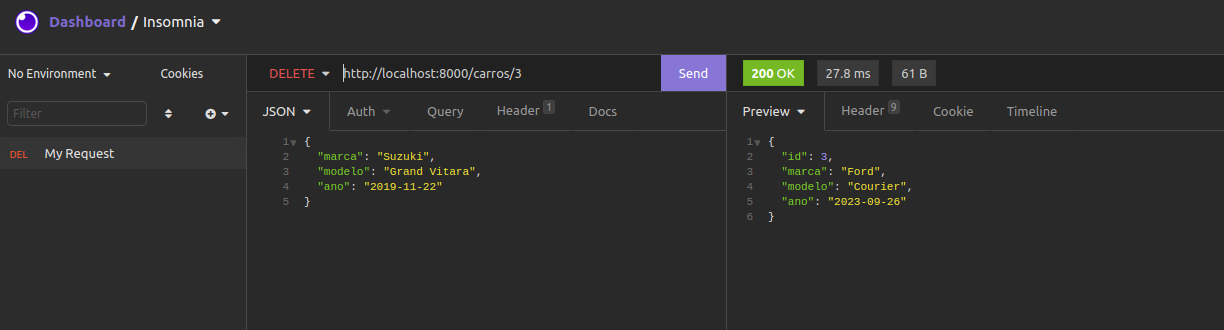 Dashboard / Insomnia
No Environment Cookies
Filter
DEL My Request
DELETE http://localhost:8000/carros/3 Send
JSON Auth Query Header 1 Docs
1 {
2 "marca": "Suzuki",
3 "modelo": "Grand Vitara",
4 "ano": "2019-11-22"
5 }
200 OK 27.8 ms 61 B
Preview Header 9 Cookie Timeline
1 {
2 "id": 3,
3 "marca": "Ford",
4 "modelo": "Courier",
5 "ano": "2023-09-26"
6 }